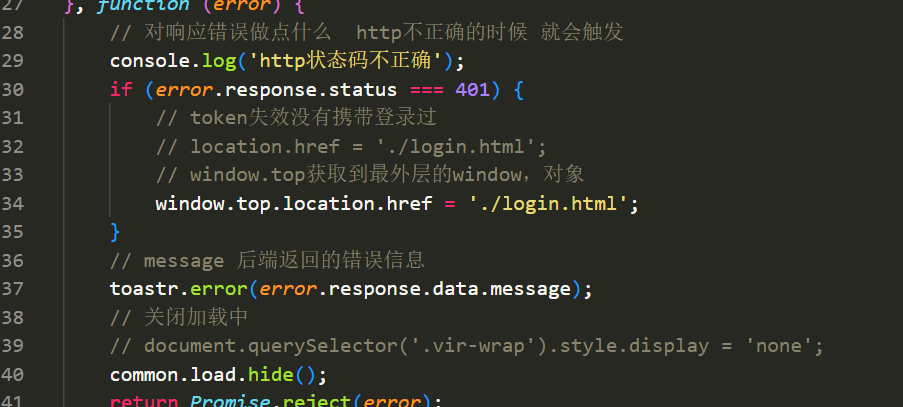 27 }, function (error) {
28 // 对响应错误做点什么 http不正确的时候 就会触发
29 console.log('http状态码不正确');
30 if (error.response.status === 401) {
31 // token失效没有携带登录过
32 // location.href = './login.html';
33 // window.top获取到最外层的window，对象
34 window.top.location.href = './login.html';
35 }
36 // message 后端返回的错误信息
37 toastr.error(error.response.data.message);
38 // 关闭加载中
39 // document.querySelector('.vir-wrap').style.display = 'none';
40 common.load.hide();
41 return Promise.reject(error);